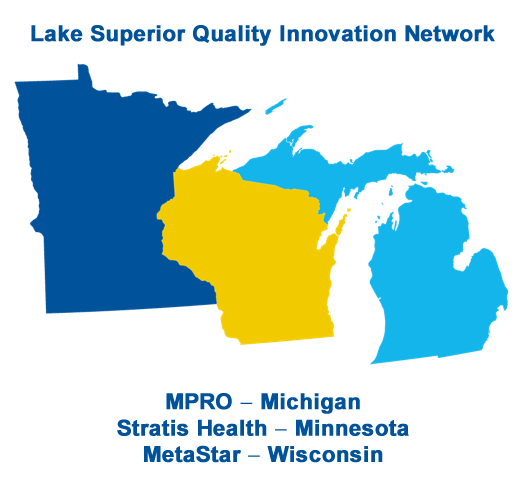 Lake Superior Quality Innovation Network
MPRO – Michigan
Stratis Health – Minnesota
MetaStar – Wisconsin